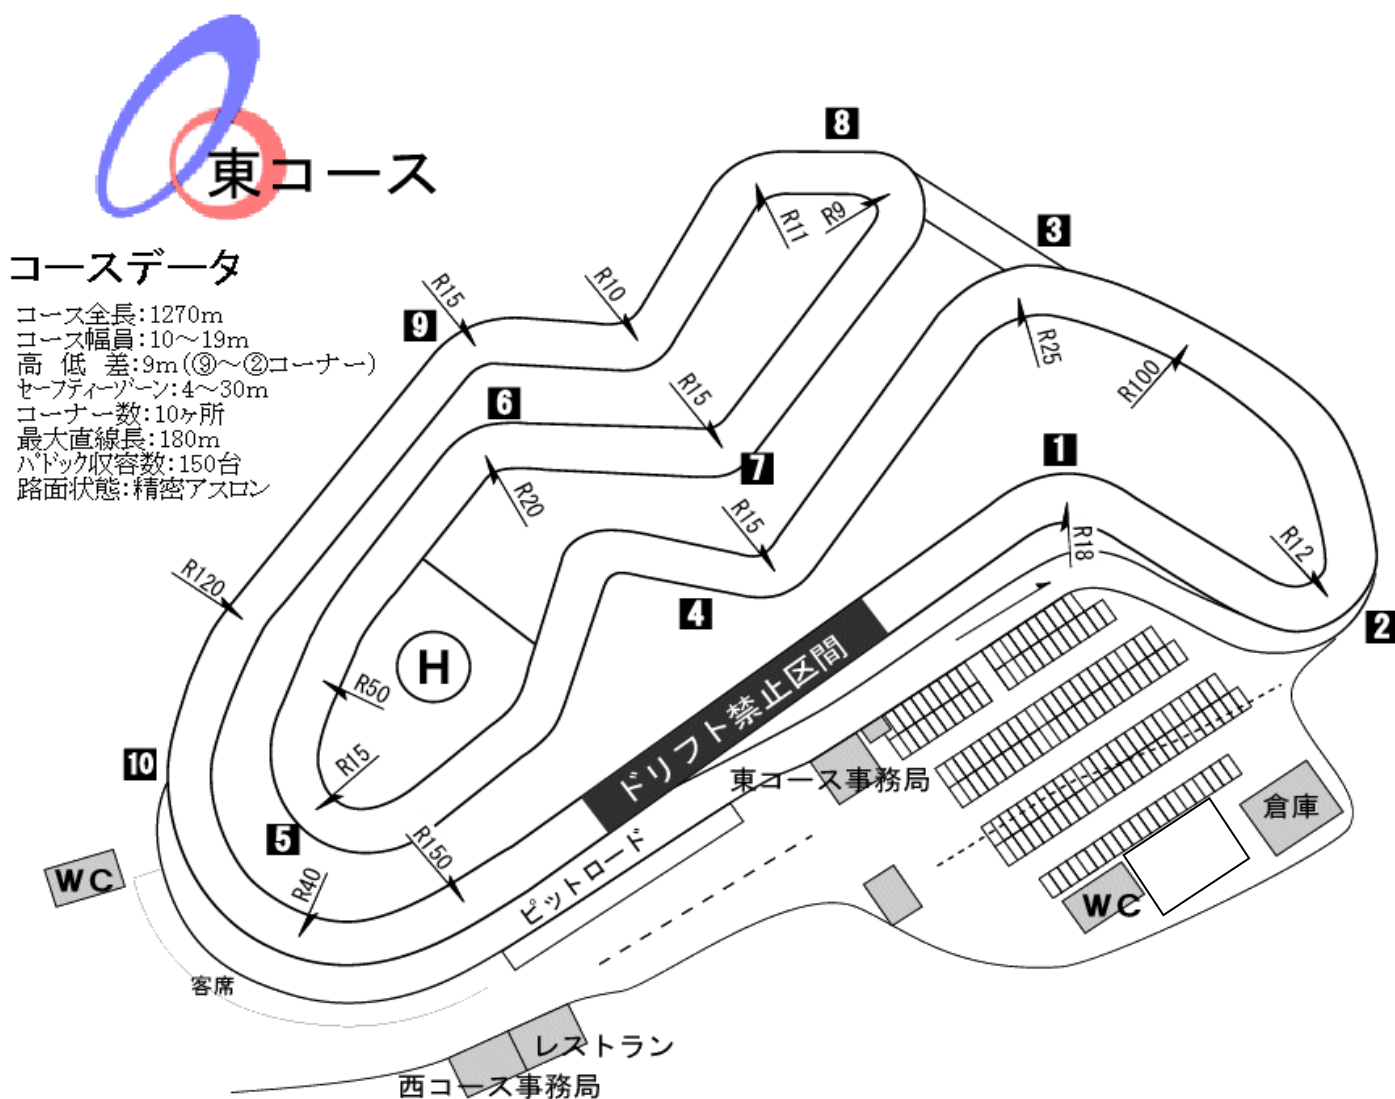 東コース
コースデータ
コース全長:1270m
コース幅員:10～19m
高 低 差:9m(⑨～②コーナー)
セーフティーゾーン:4～30m
コーナー数:10ヶ所
最大直線長:180m
パドック収容数:150台
路面状態:精密アスロン
8
3
R11
R9
R15
R10
9
R25
R100
6
R15
7
1
R20
R15
R18
R12
R120
4
2
H
R50
ドリフト禁止区間
R15
10
東コース事務局
倉庫
5
R150
R40
ピットロード
WC
WC
客席
レストラン
西コース事務局